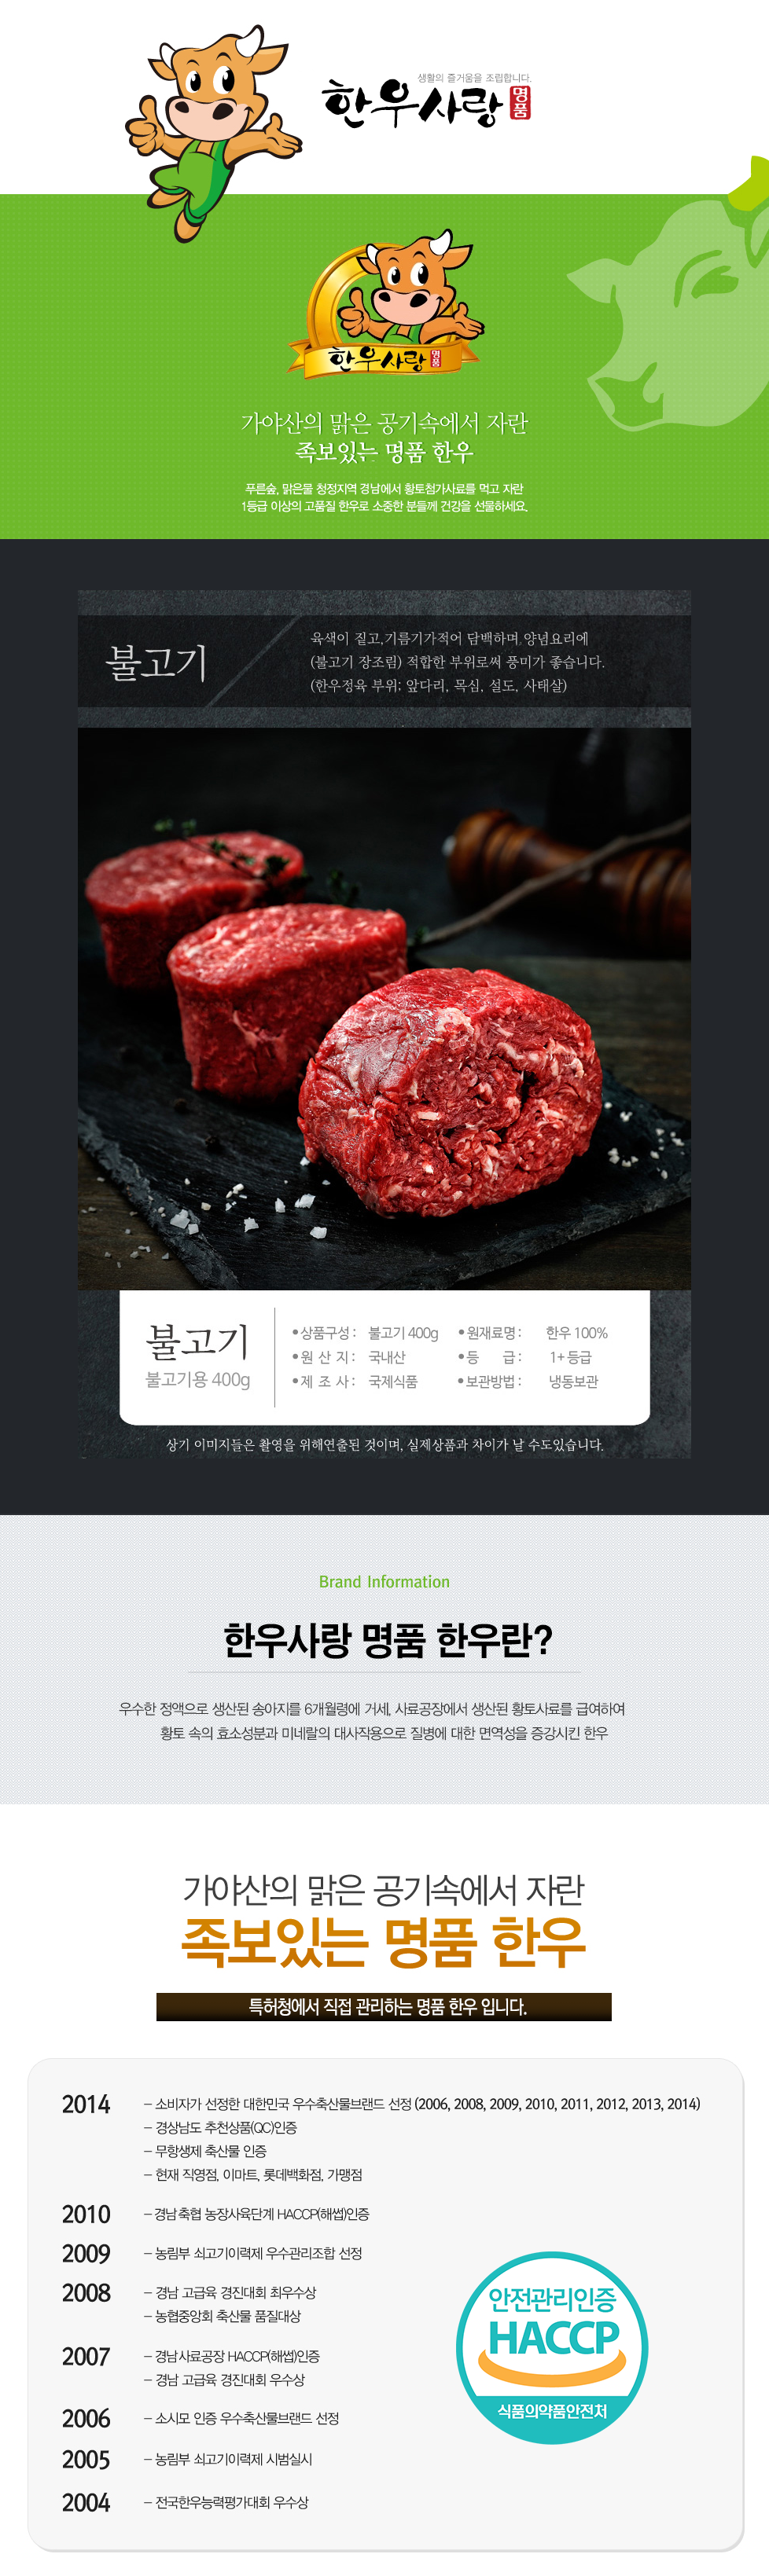 생활의 즐거움을 조립합니다.
한우사랑 명품
한우사랑 명품
가야산의 맑은 공기속에서 자란
족보있는 명품 한우
푸른숲, 맑은물 청정지역 경남에서 황토첨가사료를 먹고 자란
1등급 이상의 고품질 한우로 소중한 분들께 건강을 선물하세요.
불고기
육색이 짙고,기름기가적어 담백하며 양념요리에
(불고기 장조림) 적합한 부위로써 풍미가 좋습니다.
(한우정육 부위; 앞다리, 목심, 설도, 사태살)
불고기
불고기용 400g
•상품구성 : 불고기 400g •원재료명 : 한우 100%
•원 산 지 : 국내산 •등 급 : 1+ 등급
•제 조 사 : 국제식품 •보관방법 : 냉동보관
상기 이미지들은 촬영을 위해연출된 것이며, 실제상품과 차이가 날 수도있습니다.
Brand Information
한우사랑 명품 한우란?
우수한 정액으로 생산된 송아지를 6개월령에 거세, 사료공장에서 생산된 황토사료를 급여하여
황토 속의 효소성분과 미네랄의 대사작용으로 질병에 대한 면역성을 증강시킨 한우
가야산의 맑은 공기속에서 자란
족보있는 명품 한우
특허청에서 직접 관리하는 명품 한우 입니다.
2014 – 소비자가 선정한 대한민국 우수축산물브랜드 선정 (2006, 2008, 2009, 2010, 2011, 2012, 2013, 2014)
– 경상남도 추천상품(QC)인증
– 무항생제 축산물 인증
– 현재 직영점, 이마트, 롯데백화점, 가맹점
2010 – 경남축협 농장사육단계 HACCP(해썹)인증
2009 – 농림부 쇠고기이력제 우수관리조합 선정
2008 – 경남 고급육 경진대회 최우수상
– 농협중앙회 축산물 품질대상
2007 – 경남사료공장 HACCP(해썹)인증
– 경남 고급육 경진대회 우수상
2006 – 소시모 인증 우수축산물브랜드 선정
2005 – 농림부 쇠고기이력제 시범실시
2004 – 전국한우능력평가대회 우수상
안전관리인증
HACCP
식품의약품안전처